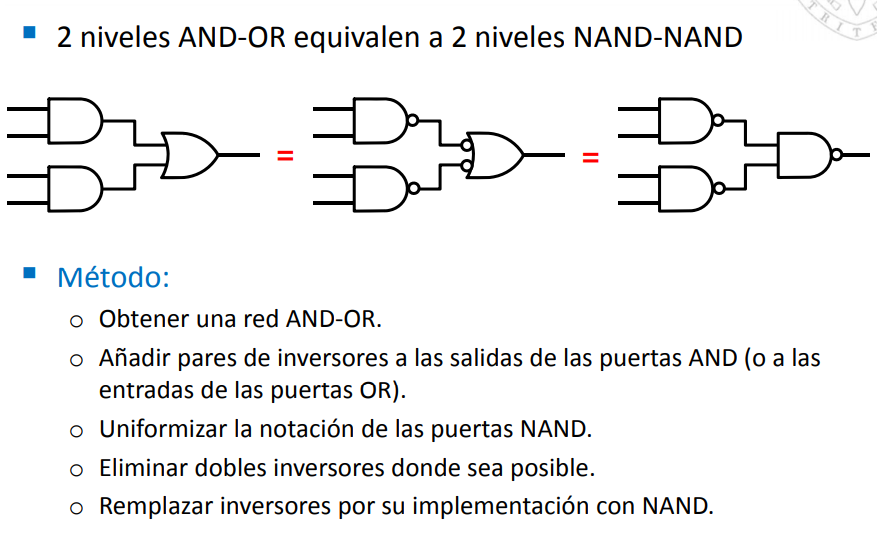 ▪ 2 niveles AND-OR equivalen a 2 niveles NAND-NAND
= =
▪ Método:
o Obtener una red AND-OR.
o Añadir pares de inversores a las salidas de las puertas AND (o a las
entradas de las puertas OR).
o Uniformizar la notación de las puertas NAND.
o Eliminar dobles inversores donde sea posible.
o Remplazar inversores por su implementación con NAND.